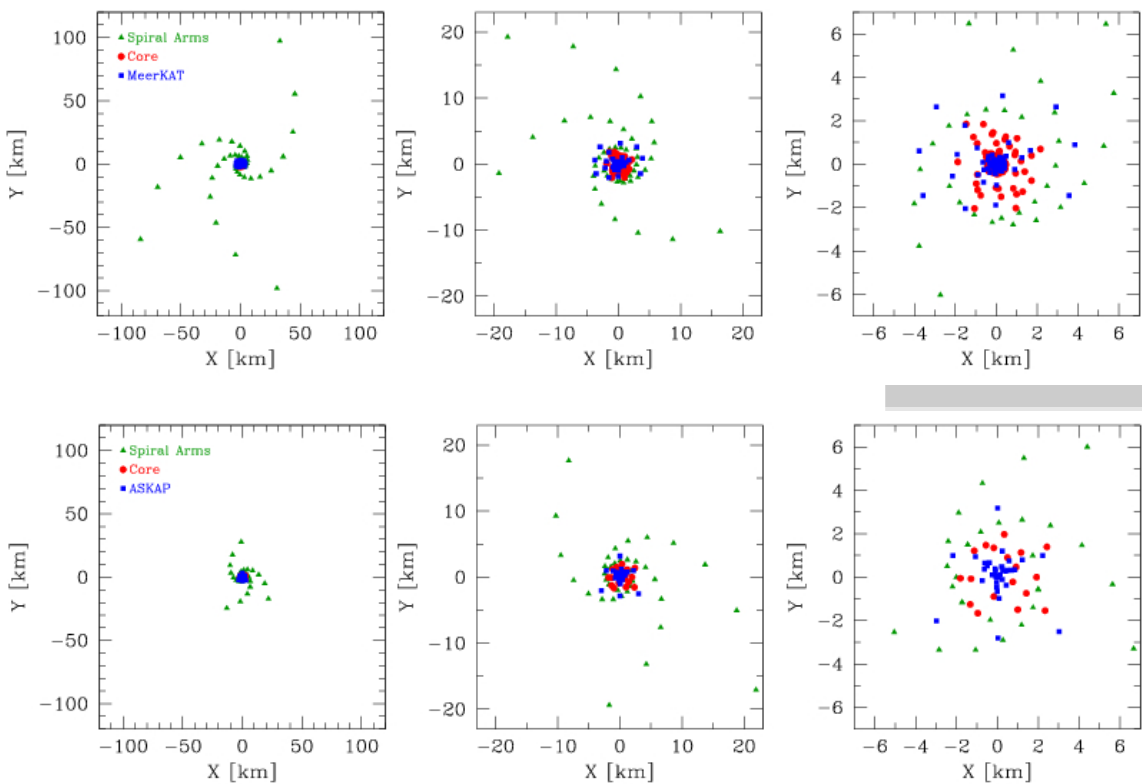 100
50
0
−50
−100
Y [km]
Spiral Arms
Core
MeerKAT
−100 −50 0 50 100
X [km]
20
10
0
−10
−20
Y [km]
−20 −10 0 10 20
X [km]
6
4
2
0
−2
−4
−6
Y [km]
−6 −4 −2 0 2 4 6
X [km]
100
50
0
−50
−100
Y [km]
Spiral Arms
Core
ASKAP
−100 −50 0 50 100
X [km]
20
10
0
−10
−20
Y [km]
−20 −10 0 10 20
X [km]
6
4
2
0
−2
−4
−6
Y [km]
−6 −4 −2 0 2 4 6
X [km]